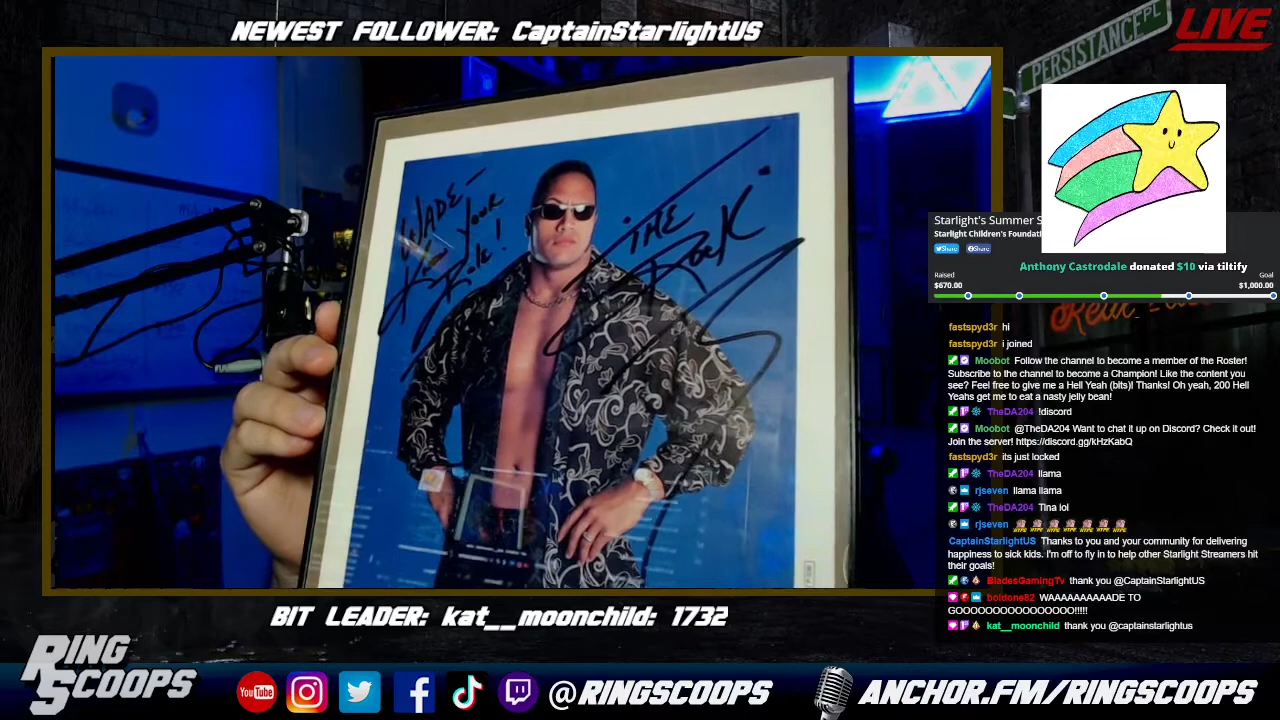 NEWEST FOLLOWER: CaptainStarlightUS
LIVE
PERSISTANCE PL
WADE-
Know Your
Role!
THE
Rock
Starlight's Summer S
Starlight Children's Foundati
Share
Share
Anthony Castrodale donated $10 via tiltify
Raised
Goal
$670.00
$1,000.00
fastspyd3r hi
fastspyd3r i joined
Moobot Follow the channel to become a member of the Roster!
Subscribe to the channel to become a Champion! Like the content you
see? Feel free to give me a Hell Yeah (bits)! Thanks! Oh yeah, 200 Hell
Yeahs get me to eat a nasty jelly bean!
TheDA204 !discord
Moobot @TheDA204 Want to chat it up on Discord? Check it out!
Join the server! https://discord.gg/kHzKabQ
fastspyd3r its just locked
TheDA204 llama
rjseven llama llama
TheDA204 Tina lol
rjseven
CaptainStarlightUS Thanks to you and your community for delivering
happiness to sick kids. I'm off to fly in to help other Starlight Streamers hit
their goals!
BladesGamingTv thank you @CaptainStarlightUS
boldone82 WAAAAAAAAAADE TO
GOOOOOOOOOOOOOOOOO!!!!!
kat__moonchild thank you @captainstarlightus
BIT LEADER: kat__moonchild: 1732
RING
SCOOPS
YouTube
@RINGSCOOPS
ANCHOR.FM/RINGSCOOPS